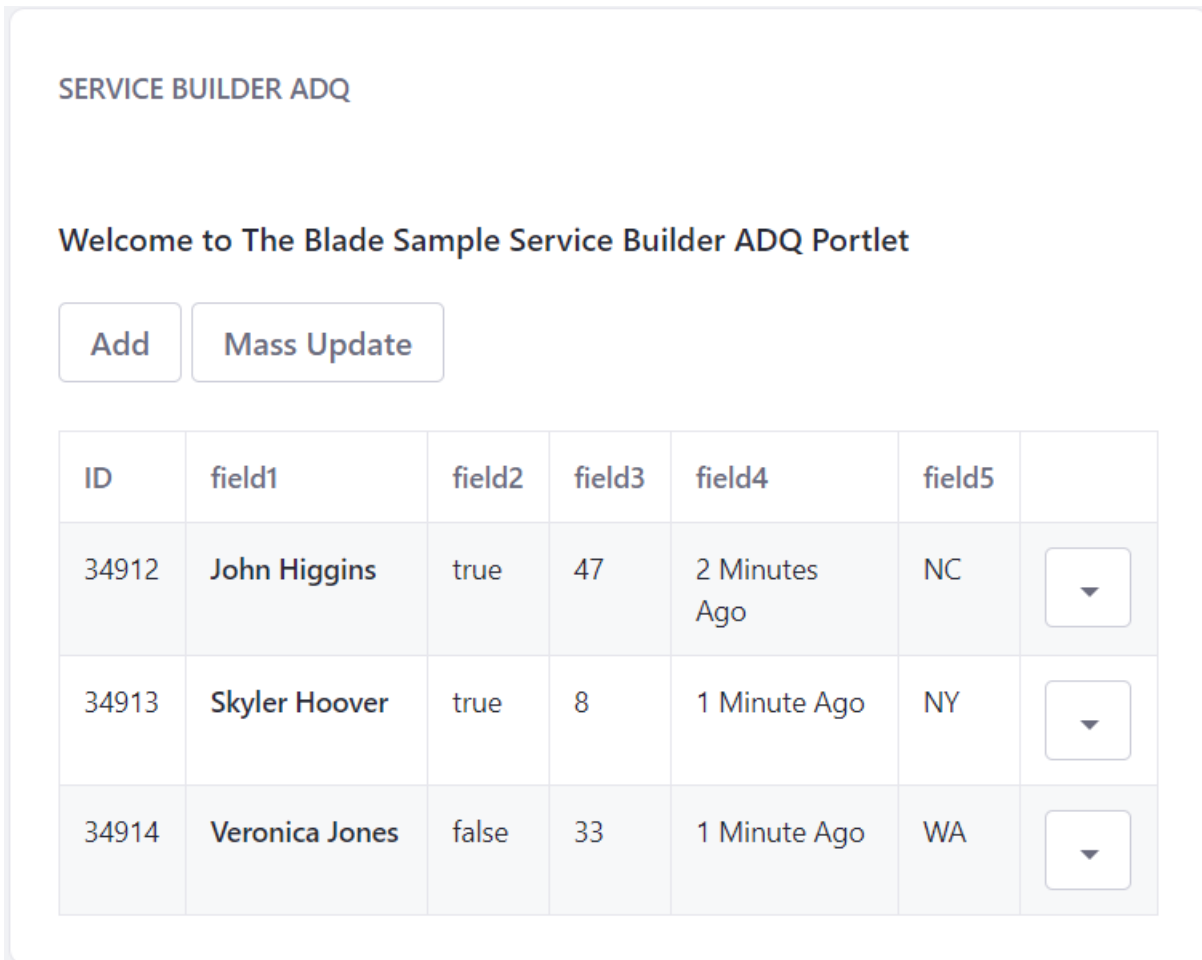 SERVICE BUILDER ADQ
Welcome to The Blade Sample Service Builder ADQ Portlet
Add Mass Update
ID field1 field2 field3 field4 field5
34912 John Higgins true 47 2 Minutes Ago NC
34913 Skyler Hoover true 8 1 Minute Ago NY
34914 Veronica Jones false 33 1 Minute Ago WA